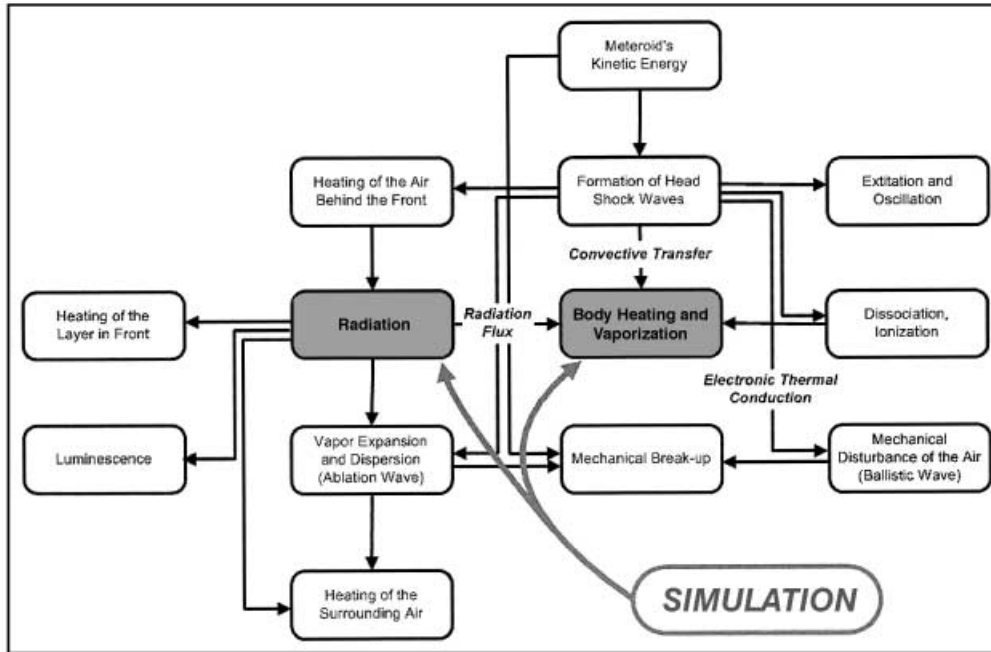 Meteroid's
Kinetic Energy
Heating of the Air
Behind the Front
Formation of Head
Shock Waves
Extitation and
Oscillation
Convective Transfer
Heating of the
Layer in Front
Radiation
Radiation
Flux
Body Heating and
Vaporization
Dissociation,
Ionization
Electronic Thermal
Conduction
Luminescence
Vapor Expansion
and Dispersion
(Ablation Wave)
Mechanical Break-up
Mechanical
Disturbance of the Air
(Ballistic Wave)
Heating of the
Surrounding Air
SIMULATION